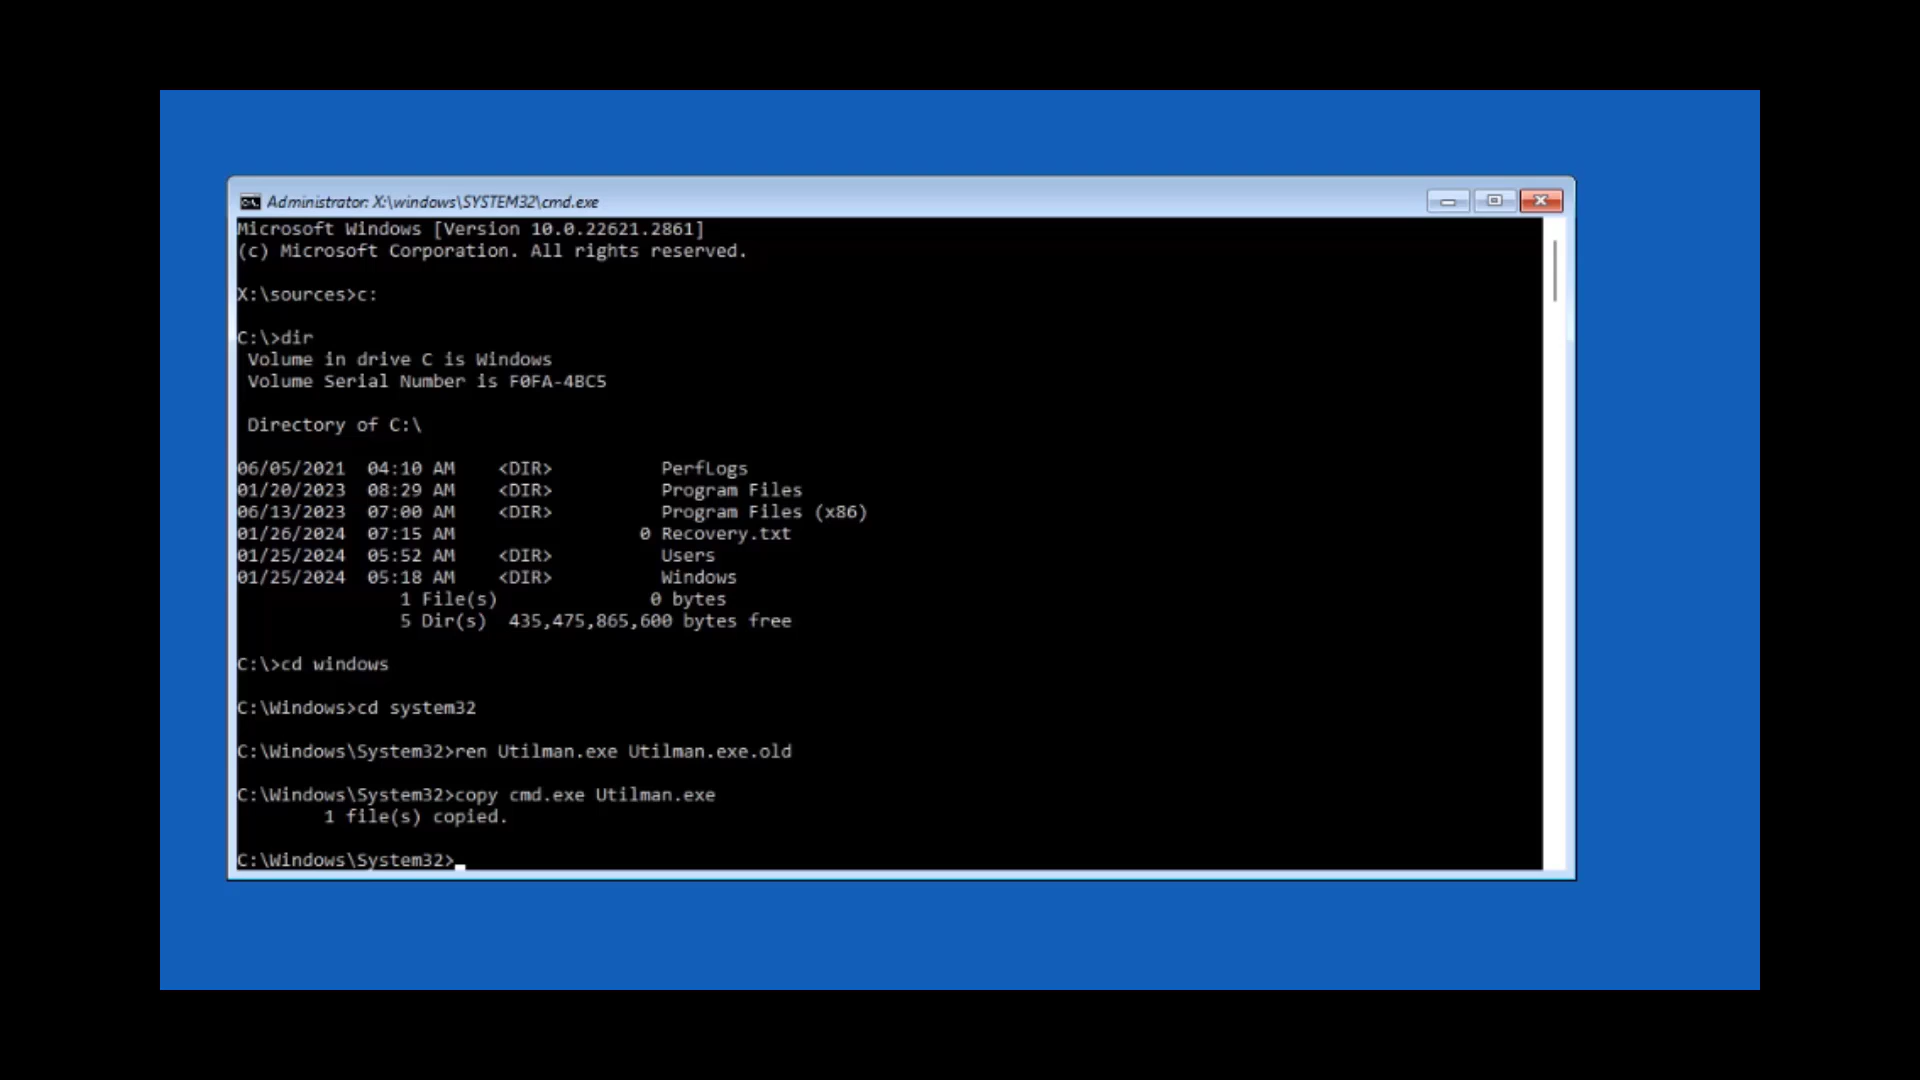 Administrator: X:\windows\SYSTEM32\cmd.exe
Microsoft Windows [Version 10.0.22621.2861]
(c) Microsoft Corporation. All rights reserved.
X:\sources>c:
C:\>dir
Volume in drive C is Windows
Volume Serial Number is F0FA-4BC5
Directory of C:\
06/05/2021 04:10 AM <DIR> PerfLogs
01/20/2023 08:29 AM <DIR> Program Files
06/13/2023 07:00 AM <DIR> Program Files (x86)
01/26/2024 07:15 AM 0 Recovery.txt
01/25/2024 05:52 AM <DIR> Users
01/25/2024 05:18 AM <DIR> Windows
1 File(s) 0 bytes
5 Dir(s) 435,475,865,600 bytes free
C:\>cd windows
C:\Windows>cd system32
C:\Windows\System32>ren Utilman.exe Utilman.exe.old
C:\Windows\System32>copy cmd.exe Utilman.exe
1 file(s) copied.
C:\Windows\System32>